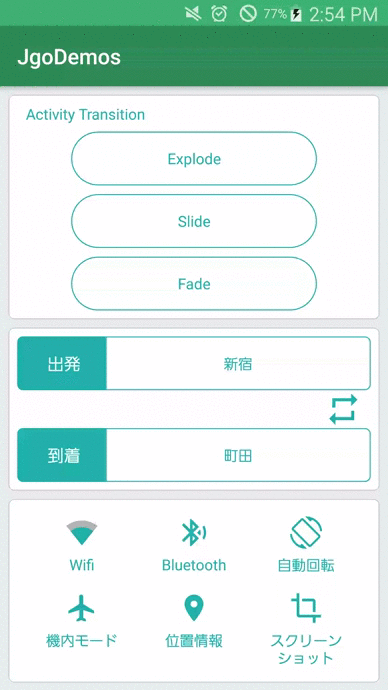 77% 2:54 PM
JgoDemos
Activity Transition
Explode
Slide
Fade
出発 新宿
到着 町田
Wifi Bluetooth 自動回転
機内モード 位置情報 スクリーン
ショット